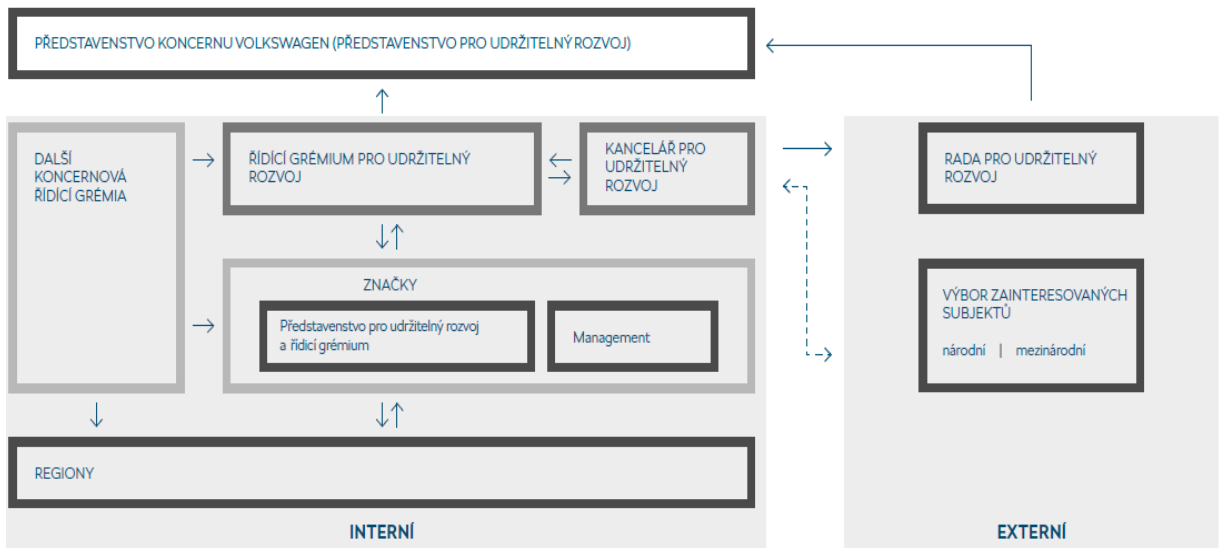 PŘEDSTAVENSTVO KONCERNU VOLKSWAGEN (PŘEDSTAVENSTVO PRO UDRŽITELNÝ ROZVOJ)
DALŠÍ
KONCERNOVÁ
ŘÍDÍCÍ GRÉMIA
ŘÍDÍCÍ GRÉMIUM PRO UDRŽITELNÝ
ROZVOJ
KANCELÁŘ PRO
UDRŽITELNÝ
ROZVOJ
RADA PRO UDRŽITELNÝ
ROZVOJ
ZNAČKY
Představenstvo pro udržitelný rozvoj
a řídicí grémium
Management
VÝBOR ZAINTERESOVANÝCH
SUBJEKTŮ
národní | mezinárodní
REGIONY
INTERNÍ
EXTERNÍ